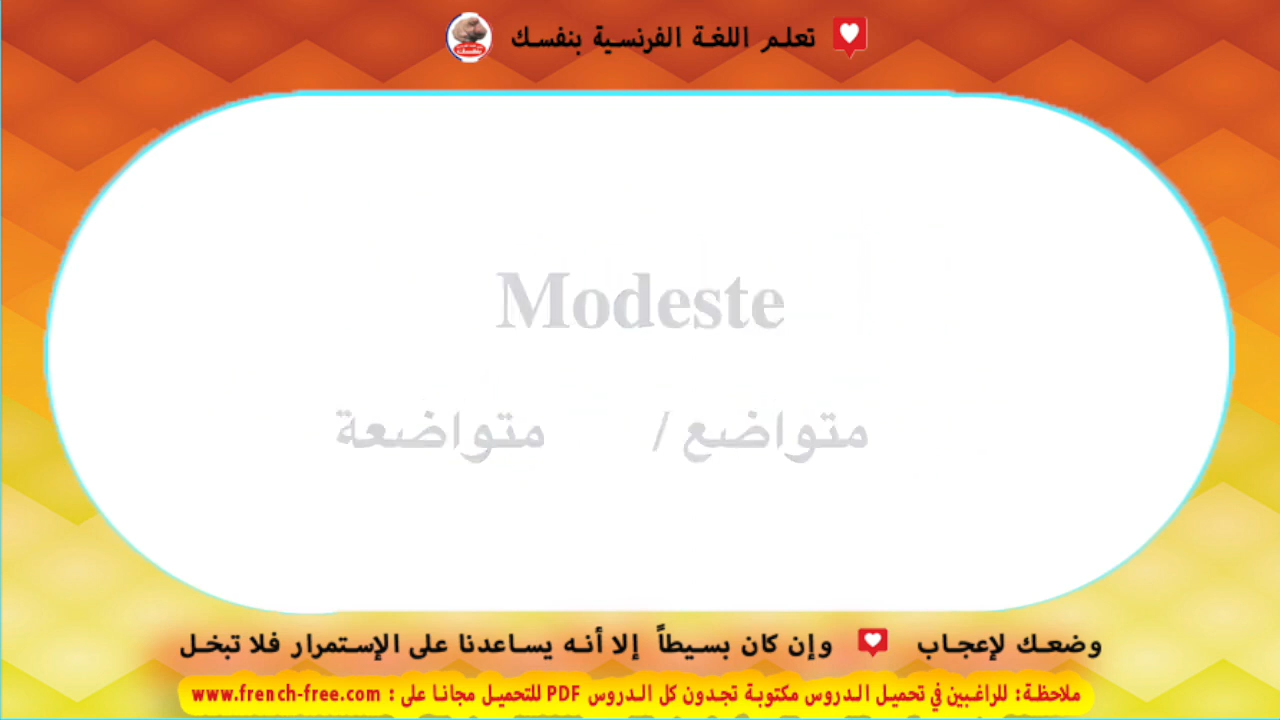 تعلم اللغة الفرنسية بنفسك
Modeste
متواضع / متواضعة
وضعك لإعجاب وإن كان بسيطاً إلا أنه يساعدنا على الإستمرار فلا تبخل
ملاحظة: للراغبين في تحميل الدروس مكتوبة تجدون كل الدروس PDF للتحميل مجانا على : www.french-free.com